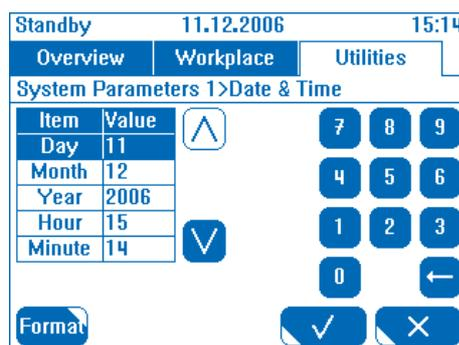 Standby 11.12.2006 15:14
Overview Workplace Utilities
System Parameters 1>Date & Time
Item Value
Day 11
Month 12
Year 2006
Hour 15
Minute 14
7 8 9
4 5 6
1 2 3
0
Format